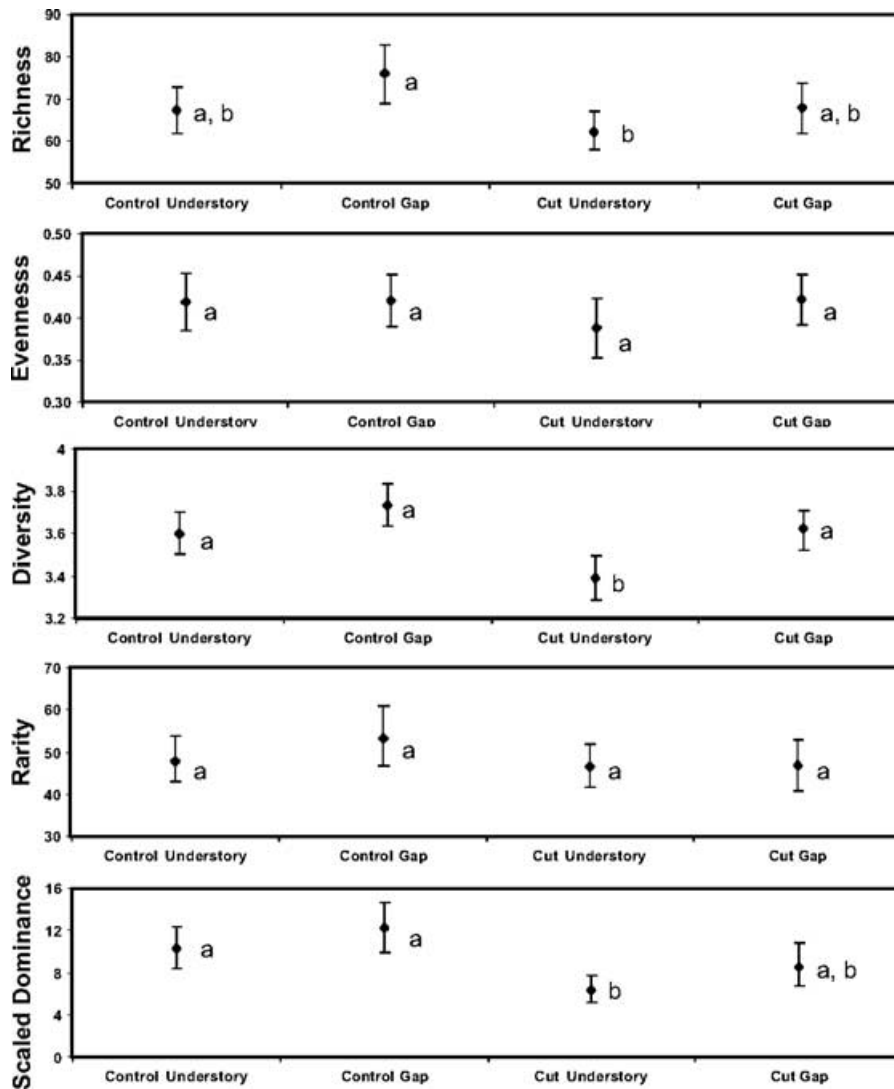 Richness
90
80
70
60
50
a, b
a
b
a, b
Control Understory Control Gap Cut Understory Cut Gap
Evennesss
0.50
0.45
0.40
0.35
0.30
a
a
a
a
Control Understory Control Gap Cut Understory Cut Gap
Diversity
4
3.8
3.6
3.4
3.2
a
a
b
a
Control Understory Control Gap Cut Understory Cut Gap
Rarity
70
60
50
40
30
a
a
a
a
Control Understory Control Gap Cut Understory Cut Gap
Scaled Dominance
16
12
8
4
0
a
a
b
a, b
Control Understory Control Gap Cut Understory Cut Gap